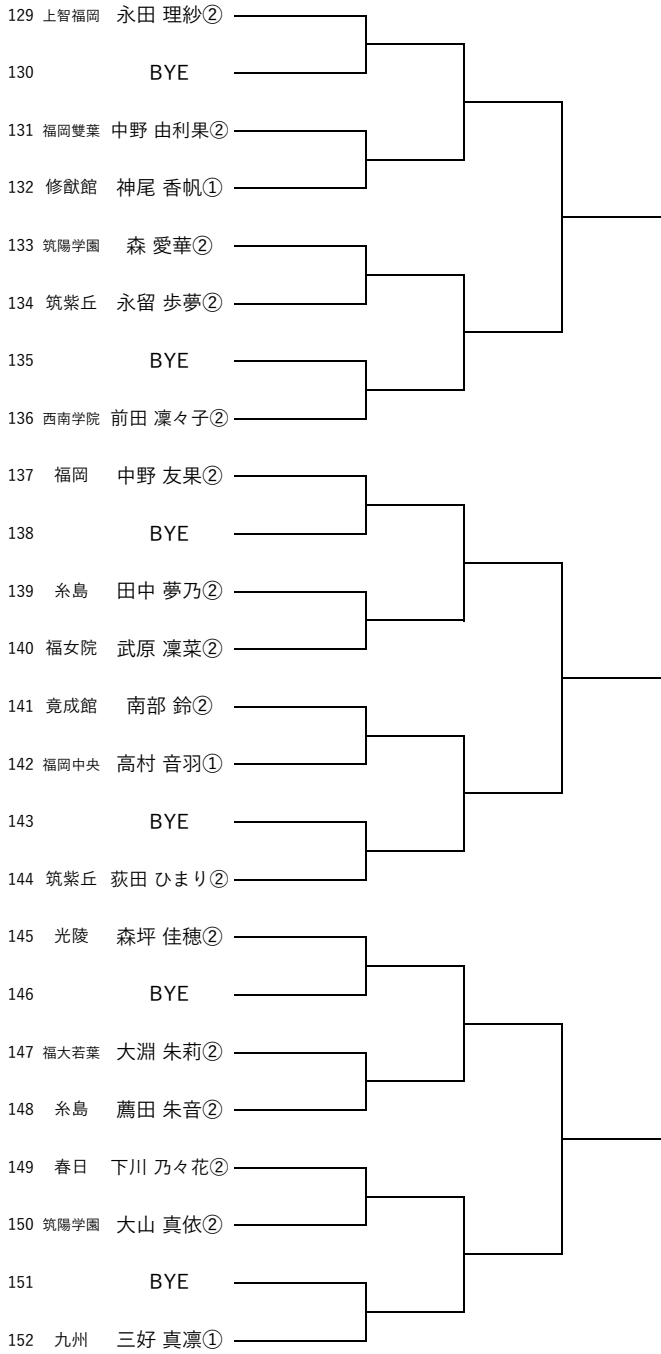 129 上智福岡 永田 理紗②
130 BYE
131 福岡雙葉 中野 由利果②
132 修猷館 神尾 香帆①
133 筑陽学園 森 愛華②
134 筑紫丘 永留 歩夢②
135 BYE
136 西南学院 前田 凜々子②
137 福岡 中野 友果②
138 BYE
139 糸島 田中 夢乃②
140 福女院 武原 凜菜②
141 竟成館 南部 鈴②
142 福岡中央 高村 音羽①
143 BYE
144 筑紫丘 荻田 ひまり②
145 光陵 森坪 佳穂②
146 BYE
147 福大若葉 大淵 朱莉②
148 糸島 薦田 朱音②
149 春日 下川 乃々花②
150 筑陽学園 大山 真依②
151 BYE
152 九州 三好 真凛①